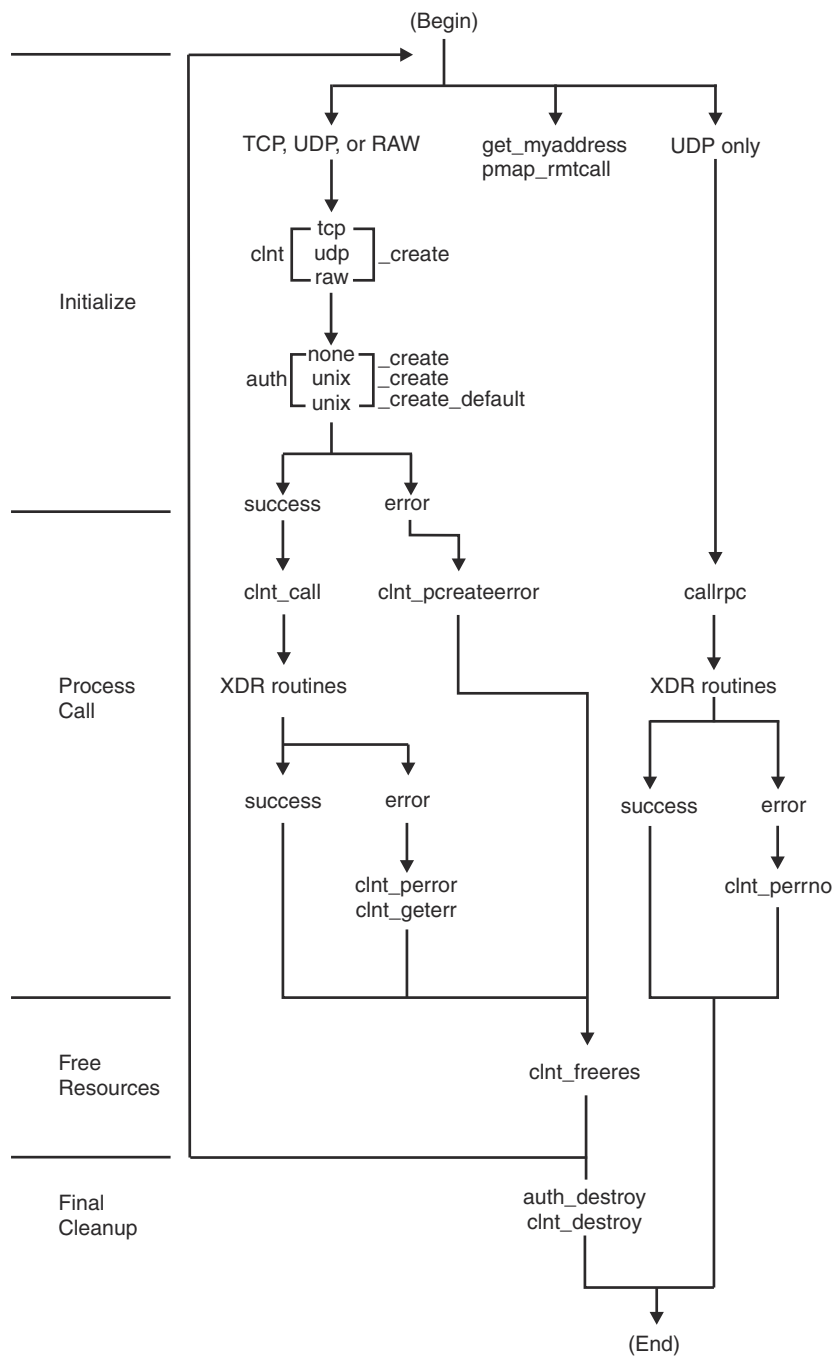 (Begin)
TCP, UDP, or RAW
get_myaddress
pmap_rmtcall
UDP only
clnt
tcp
udp
raw
_create
Initialize
auth
none
unix
unix
_create
_create
_create_default
success
error
clnt_call
clnt_pcreateerror
callrpc
Process
Call
XDR routines
XDR routines
success
error
success
error
clnt_perror
clnt_geterr
clnt_perrno
Free
Resources
clnt_freeres
Final
Cleanup
auth_destroy
clnt_destroy
(End)